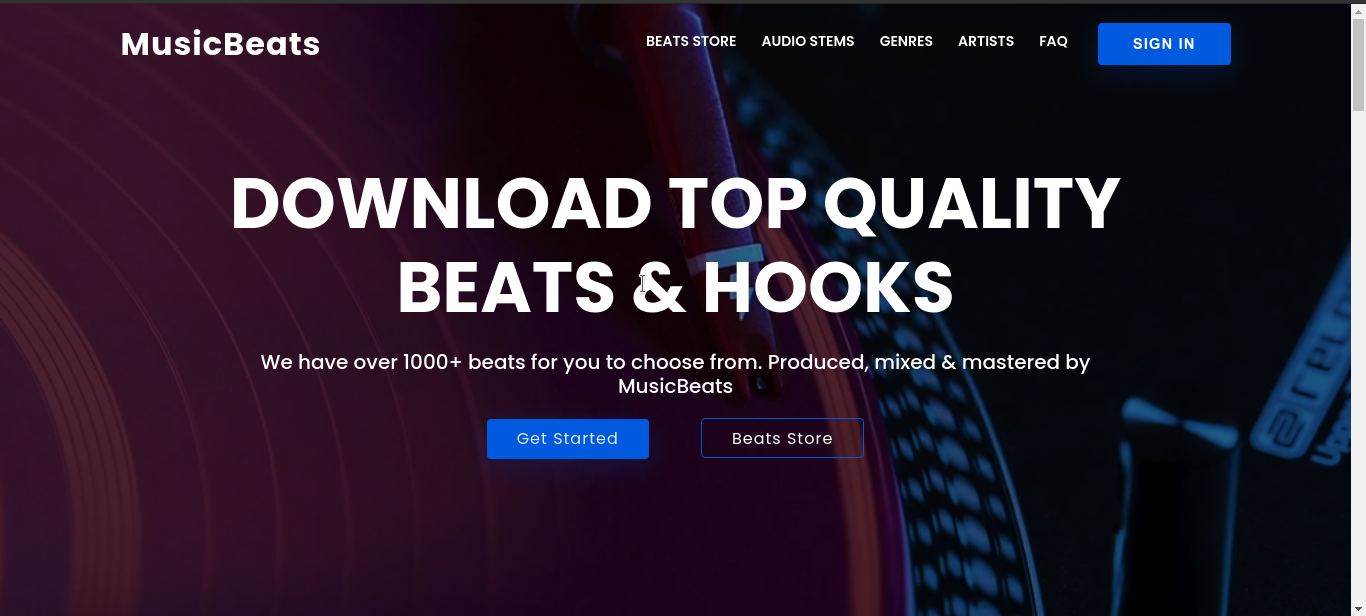 MusicBeats
BEATS STORE AUDIO STEMS GENRES ARTISTS FAQ SIGN IN
DOWNLOAD TOP QUALITY
BEATS & HOOKS
We have over 1000+ beats for you to choose from. Produced, mixed & mastered by
MusicBeats
Get Started Beats Store